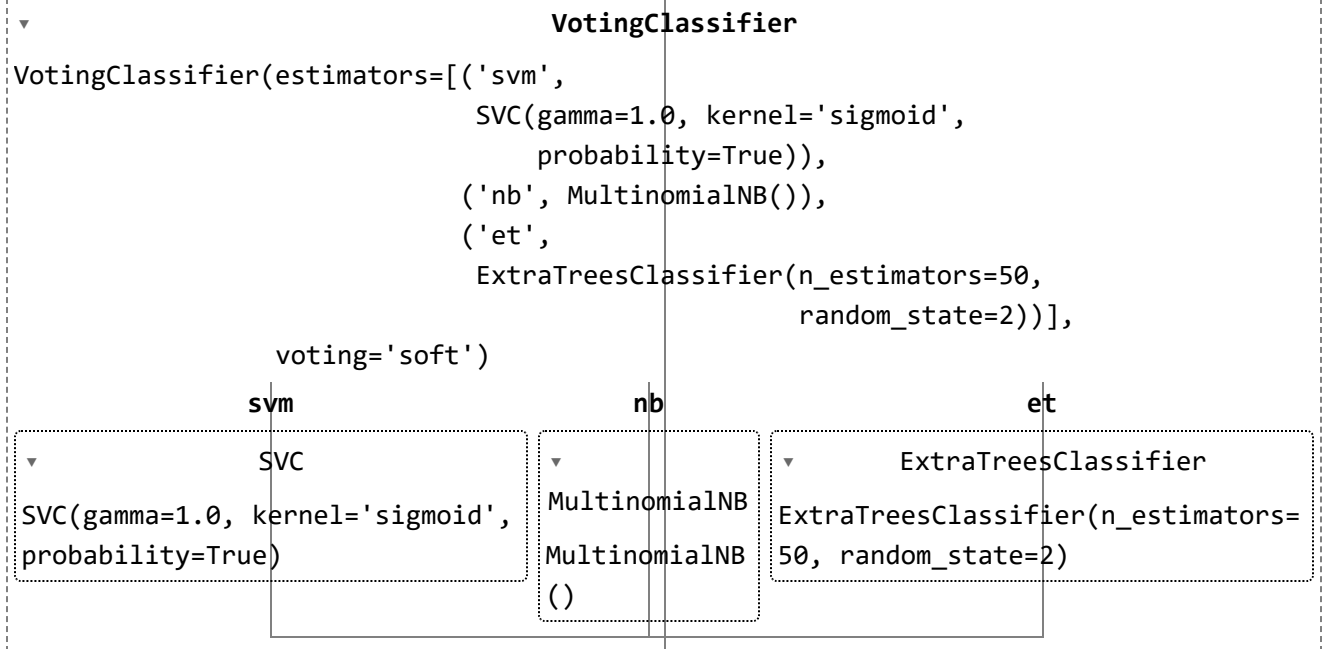 VotingClassifier
VotingClassifier(estimators=[('svm',
SVC(gamma=1.0, kernel='sigmoid',
probability=True)),
('nb', MultinomialNB()),
('et',
ExtraTreesClassifier(n_estimators=50,
random_state=2))],
voting='soft')
svm
nb
et
SVC
SVC(gamma=1.0, kernel='sigmoid',
probability=True)
MultinomialNB
MultinomialNB
()
ExtraTreesClassifier
ExtraTreesClassifier(n_estimators=
50, random_state=2)